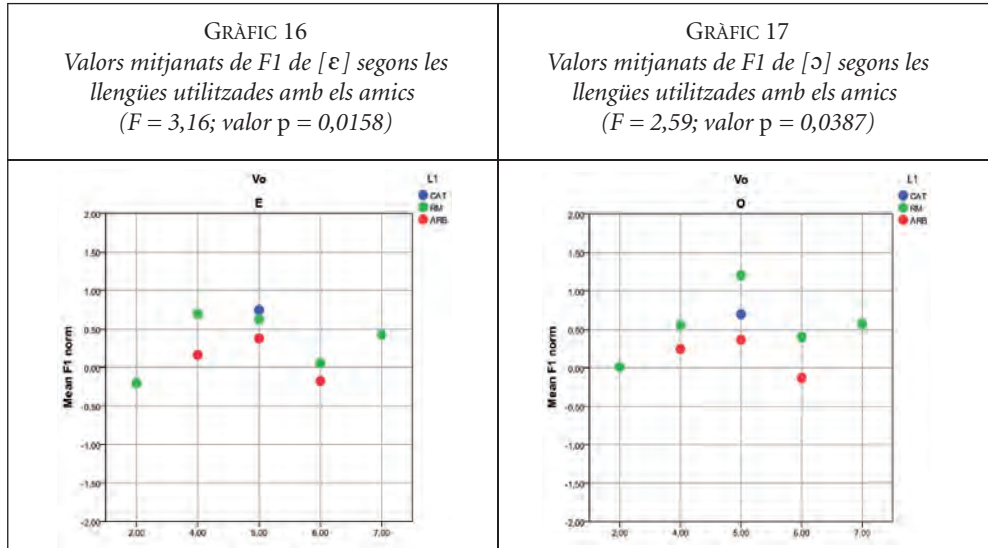 GRÀFIC 16
Valors mitjanats de F1 de [ɛ] segons les
llengües utilitzades amb els amics
(F = 3,16; valor p = 0,0158)
GRÀFIC 17
Valors mitjanats de F1 de [ɔ] segons les
llengües utilitzades amb els amics
(F = 2,59; valor p = 0,0387)
Vo
E
L1
CAT
RM
ARB
Mean F1 norm
2.00
1.50
1.00
0.50
0.00
-0.50
-1.00
-1.50
-2.00
2.00 4.00 5.00 6.00 7.00
Vo
O
L1
CAT
RM
ARB
Mean F1 norm
2.00
1.50
1.00
0.50
0.00
-0.50
-1.00
-1.50
-2.00
2.00 4.00 5.00 6.00 7.00